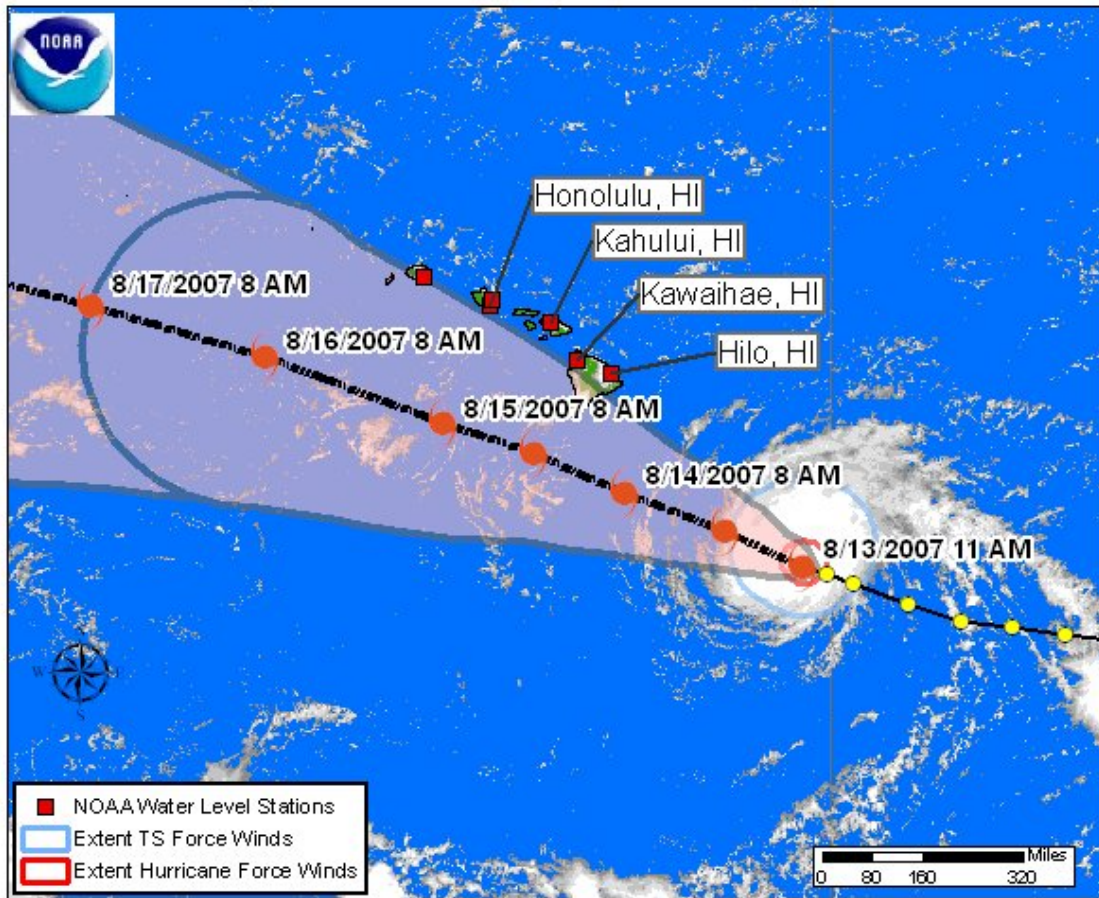 NOAA
Honolulu, HI
Kahului, HI
Kawaihae, HI
Hilo, HI
8/17/2007 8 AM
8/16/2007 8 AM
8/15/2007 8 AM
8/14/2007 8 AM
8/13/2007 11 AM
W E
S
NOAA Water Level Stations
Extent TS Force Winds
Extent Hurricane Force Winds
Miles
0 80 160 320